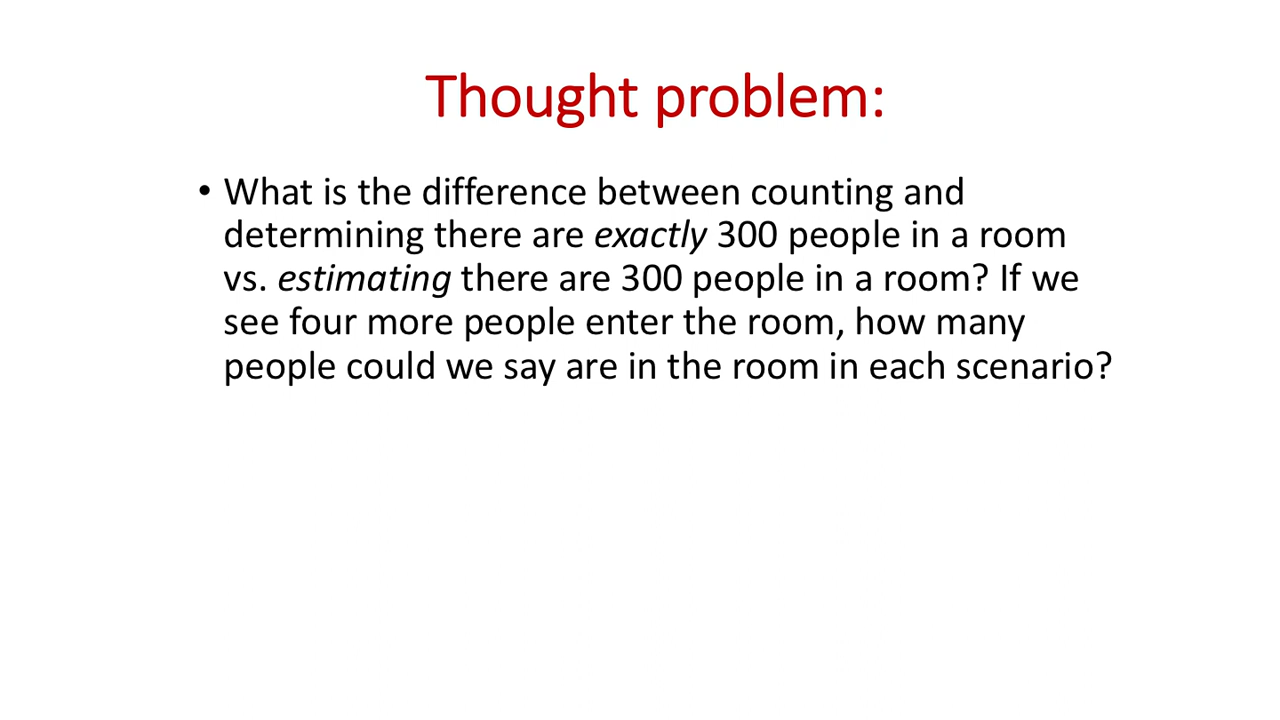 Thought problem:
• What is the difference between counting and
determining there are exactly 300 people in a room
vs. estimating there are 300 people in a room? If we
see four more people enter the room, how many
people could we say are in the room in each scenario?